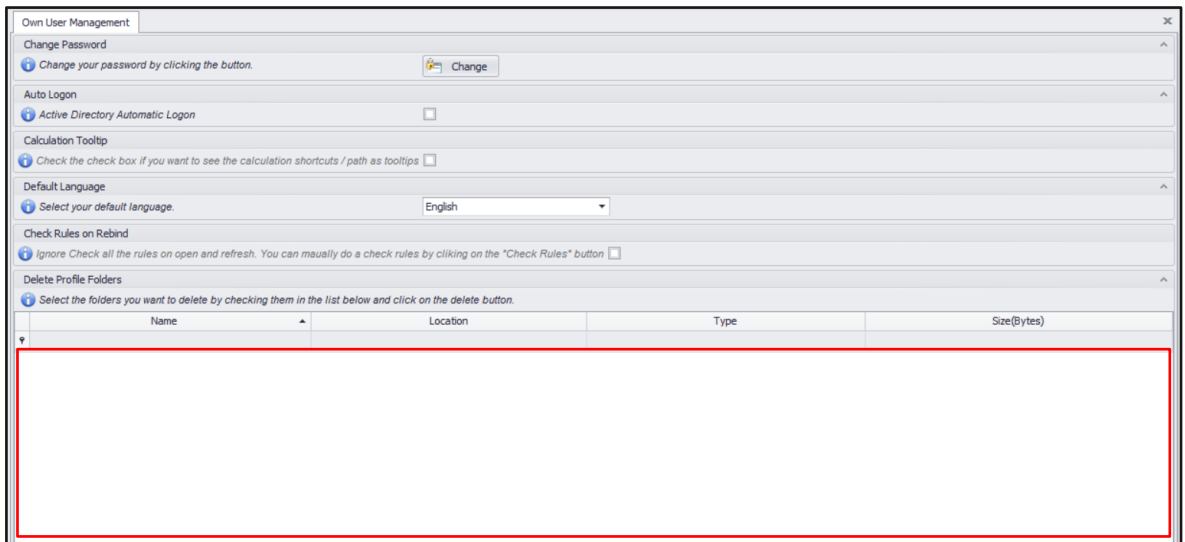 Own User Management
Change Password
Change your password by clicking the button.
Change
Auto Logon
Active Directory Automatic Logon
Calculation Tooltip
Check the check box if you want to see the calculation shortcuts / path as tooltips
Default Language
Select your default language.
English
Check Rules on Rebind
Ignore Check all the rules on open and refresh. You can maually do a check rules by cliking on the "Check Rules" button
Delete Profile Folders
Select the folders you want to delete by checking them in the list below and click on the delete button.
Name Location Type Size(Bytes)